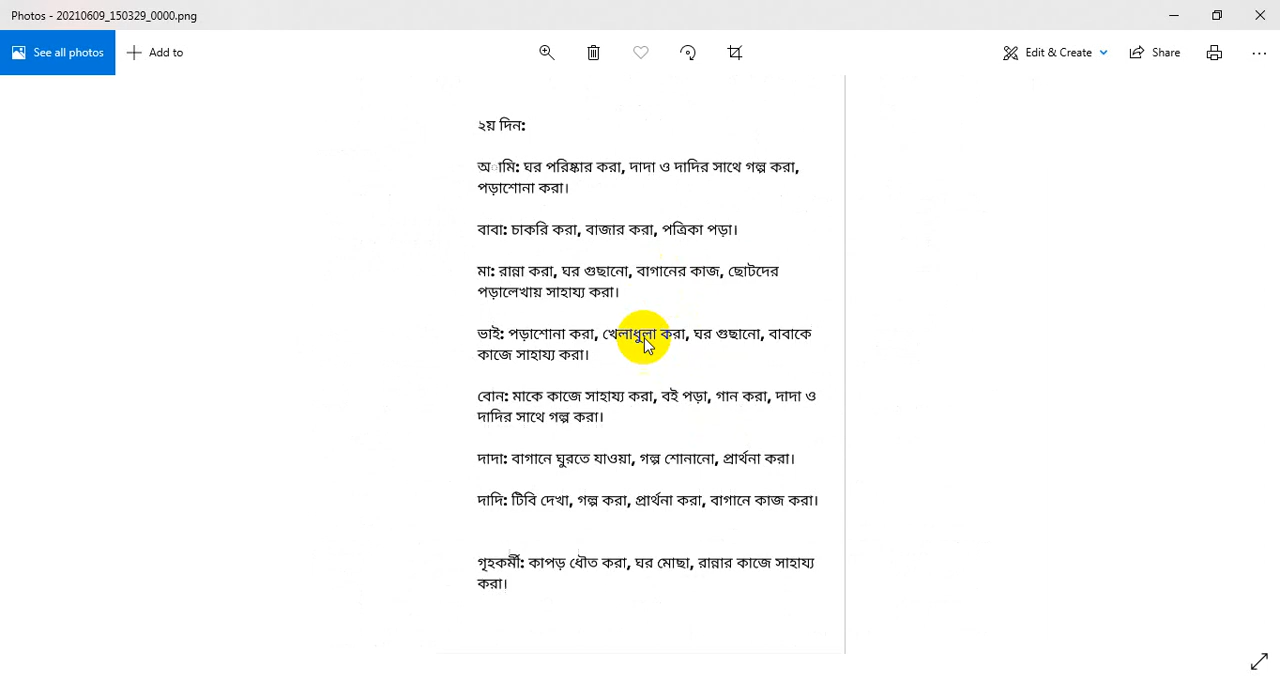 Photos - 20210609_150329_0000.png
See all photos
Add to
Edit & Create
Share
২য় দিন:
অামি: ঘর পরিষ্কার করা, দাদা ও দাদির সাথে গল্প করা,
পড়াশোনা করা।
বাবা: চাকরি করা, বাজার করা, পত্রিকা পড়া।
মা: রান্না করা, ঘর গুছানো, বাগানের কাজ, ছোটদের
পড়ালেখায় সাহায্য করা।
ভাই: পড়াশোনা করা, খেলাধুলা করা, ঘর গুছানো, বাবাকে
কাজে সাহায্য করা।
বোন: মাকে কাজে সাহায্য করা, বই পড়া, গান করা, দাদা ও
দাদির সাথে গল্প করা।
দাদা: বাগানে ঘুরতে যাওয়া, গল্প শোনানো, প্রার্থনা করা।
দাদি: টিবি দেখা, গল্প করা, প্রার্থনা করা, বাগানে কাজ করা।
গৃহকর্মী: কাপড় ধৌত করা, ঘর মোছা, রান্নার কাজে সাহায্য
করা।